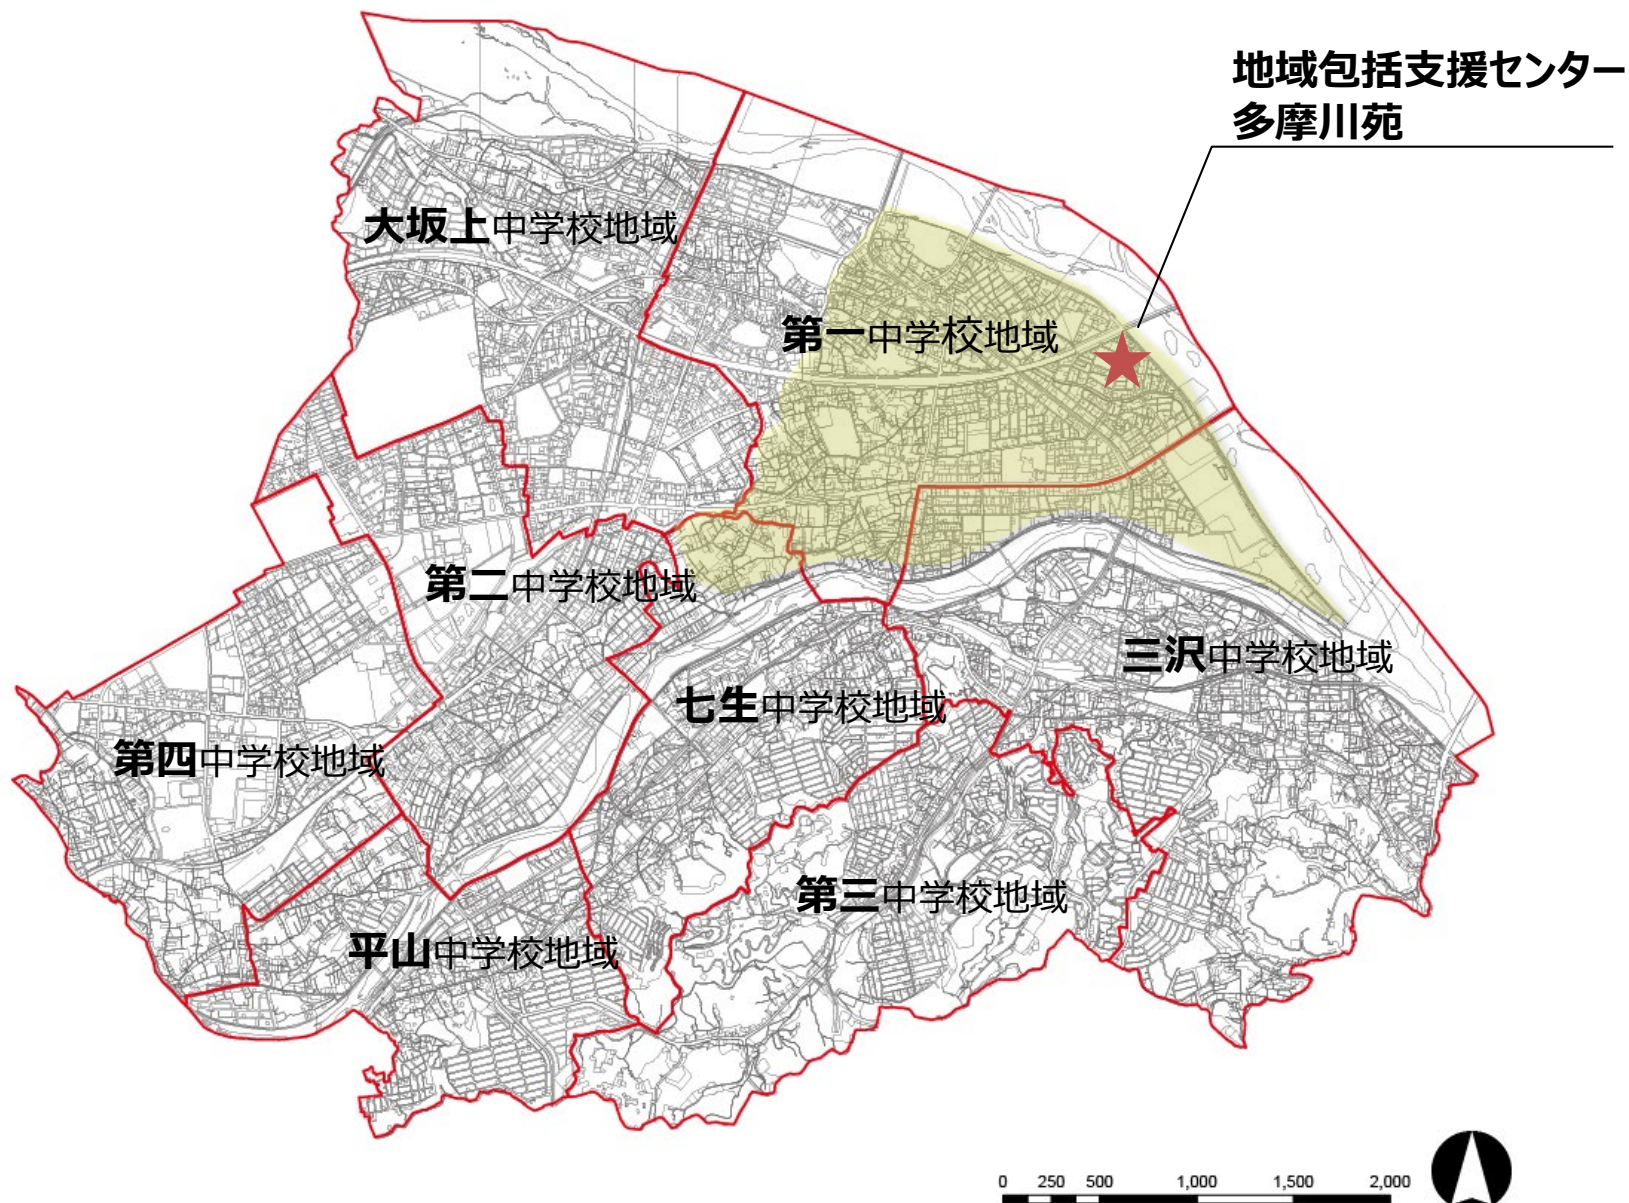 地域包括支援センター
多摩川苑
大坂上中学校地域
第一中学校地域
第二中学校地域
三沢中学校地域
七生中学校地域
第四中学校地域
第三中学校地域
平山中学校地域
0 250 500 1,000 1,500 2,000